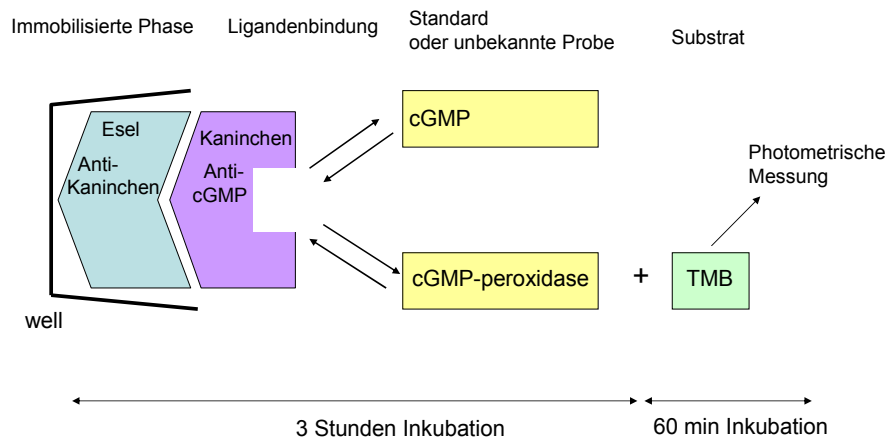 Immobilisierte Phase
Ligandenbindung
Standard
oder unbekannte Probe
Substrat
Esel
Anti-
Kaninchen
Kaninchen
Anti-
cGMP
cGMP
Photometrische
Messung
cGMP-peroxidase
+
TMB
well
3 Stunden Inkubation
60 min Inkubation